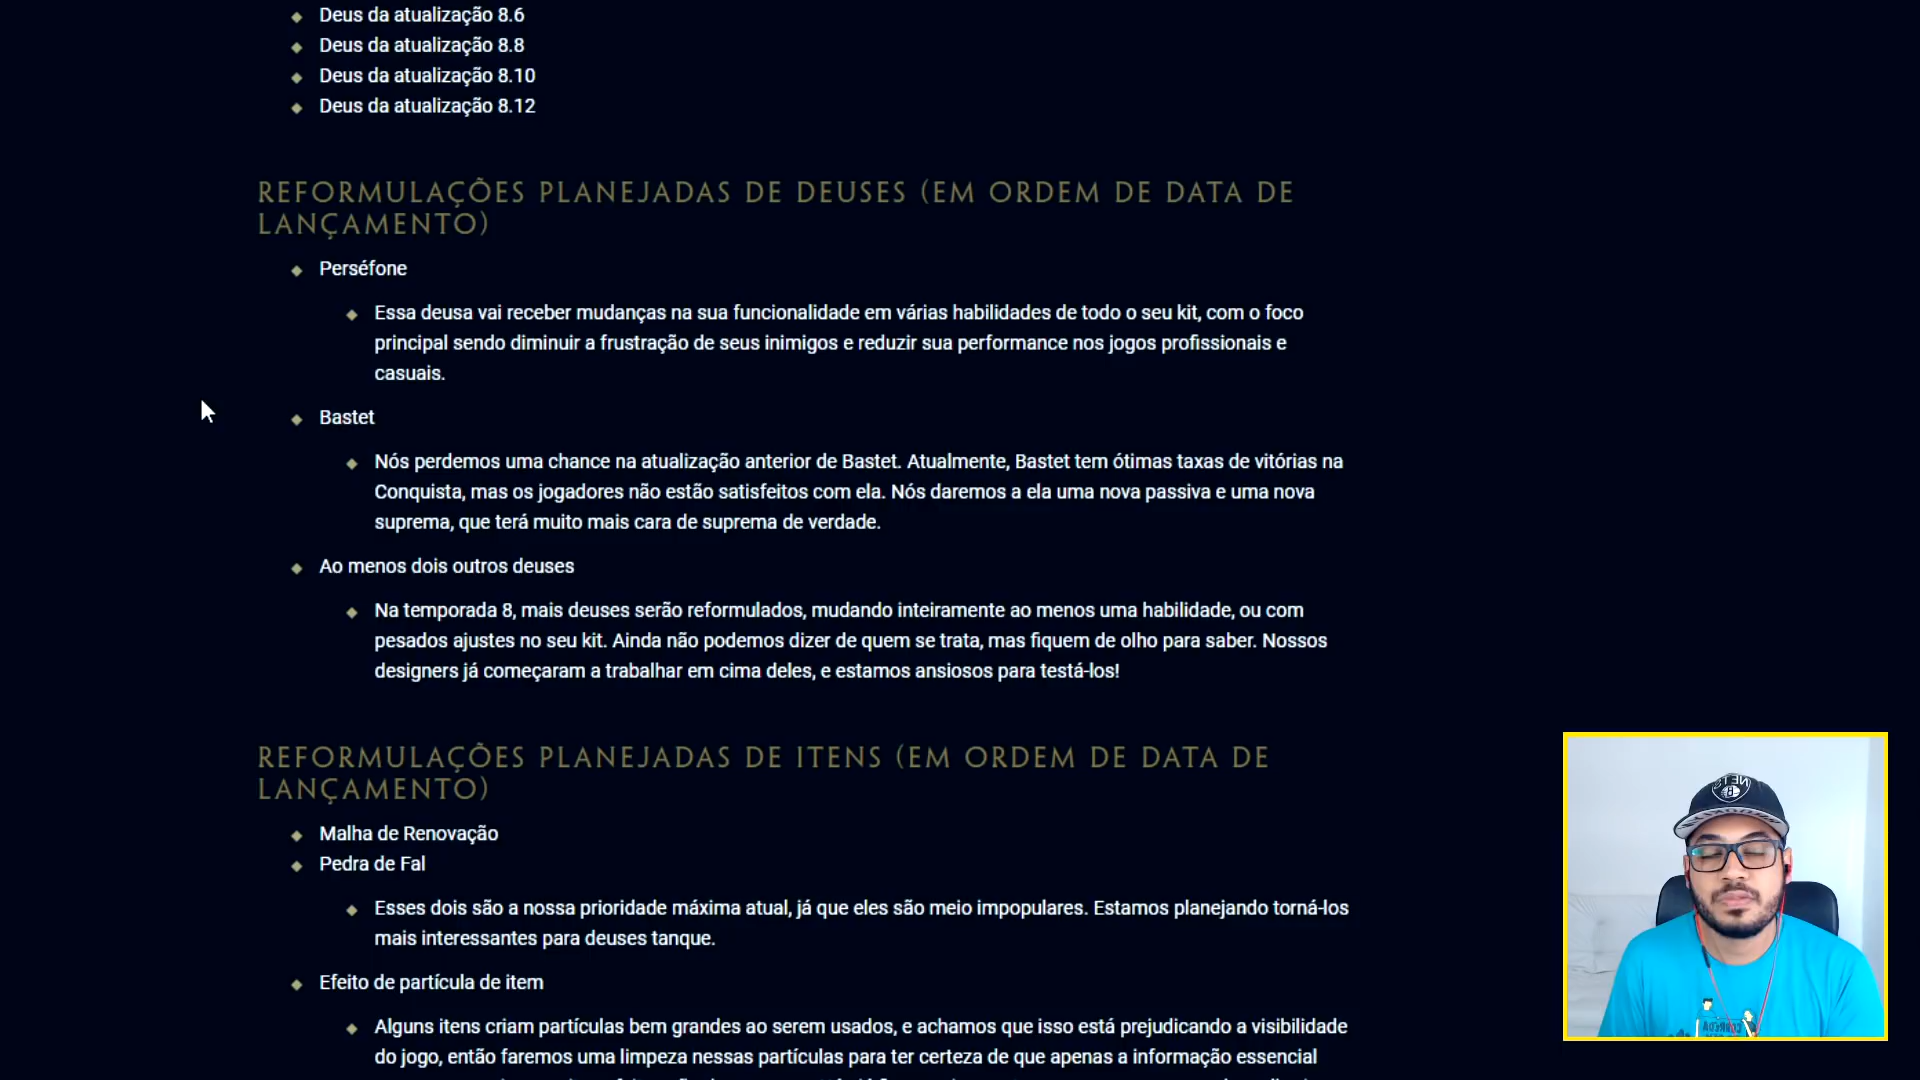 Deus da atualização 8.6
Deus da atualização 8.8
Deus da atualização 8.10
Deus da atualização 8.12
REFORMULAÇÕES PLANEJADAS DE DEUSES (EM ORDEM DE DATA DE
LANÇAMENTO)
Perséfone
Essa deusa vai receber mudanças na sua funcionalidade em várias habilidades de todo o seu kit, com o foco
principal sendo diminuir a frustração de seus inimigos e reduzir sua performance nos jogos profissionais e
casuais.
Bastet
Nós perdemos uma chance na atualização anterior de Bastet. Atualmente, Bastet tem ótimas taxas de vitórias na
Conquista, mas os jogadores não estão satisfeitos com ela. Nós daremos a ela uma nova passiva e uma nova
suprema, que terá muito mais cara de suprema de verdade.
Ao menos dois outros deuses
Na temporada 8, mais deuses serão reformulados, mudando inteiramente ao menos uma habilidade, ou com
pesados ajustes no seu kit. Ainda não podemos dizer de quem se trata, mas fiquem de olho para saber. Nossos
designers já começaram a trabalhar em cima deles, e estamos ansiosos para testá-los!
REFORMULAÇÕES PLANEJADAS DE ITENS (EM ORDEM DE DATA DE
LANÇAMENTO)
Malha de Renovação
Pedra de Fal
Esses dois são a nossa prioridade máxima atual, já que eles são meio impopulares. Estamos planejando torná-los
mais interessantes para deuses tanque.
Efeito de partícula de item
Alguns itens criam partículas bem grandes ao serem usados, e achamos que isso está prejudicando a visibilidade
do jogo, então faremos uma limpeza nessas partículas para ter certeza de que apenas a informação essencial
NETS
B